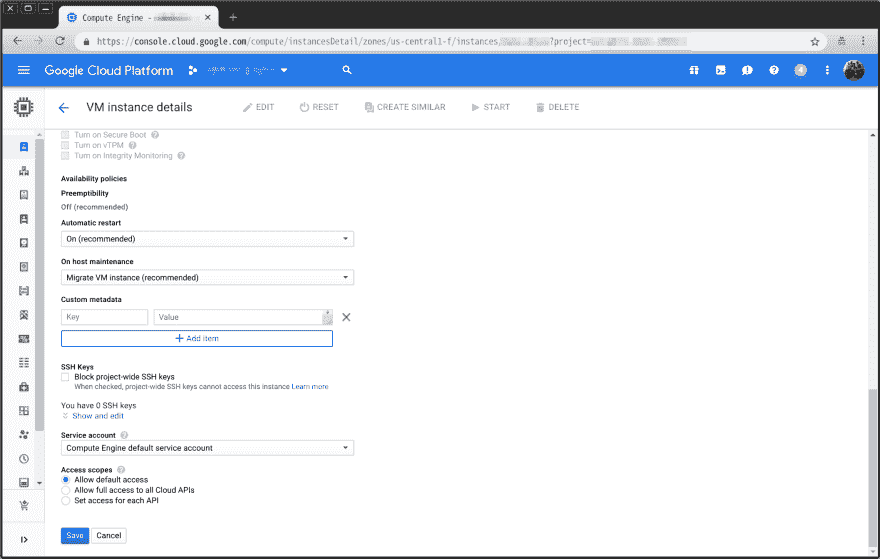 Compute Engine -
https://console.cloud.google.com/compute/instancesDetail/zones/us-central1-f/instances/ ?project=
Google Cloud Platform
VM instance details
EDIT
RESET
CREATE SIMILAR
START
DELETE
Turn on Secure Boot
Turn on vTPM
Turn on Integrity Monitoring
Availability policies
Preemptibility
Off (recommended)
Automatic restart
On (recommended)
On host maintenance
Migrate VM instance (recommended)
Custom metadata
Key
Value
Add item
SSH Keys
Block project-wide SSH keys
When checked, project-wide SSH keys cannot access this instance Learn more
You have 0 SSH keys
Show and edit
Service account
Compute Engine default service account
Access scopes
Allow default access
Allow full access to all Cloud APIs
Set access for each API
Save
Cancel